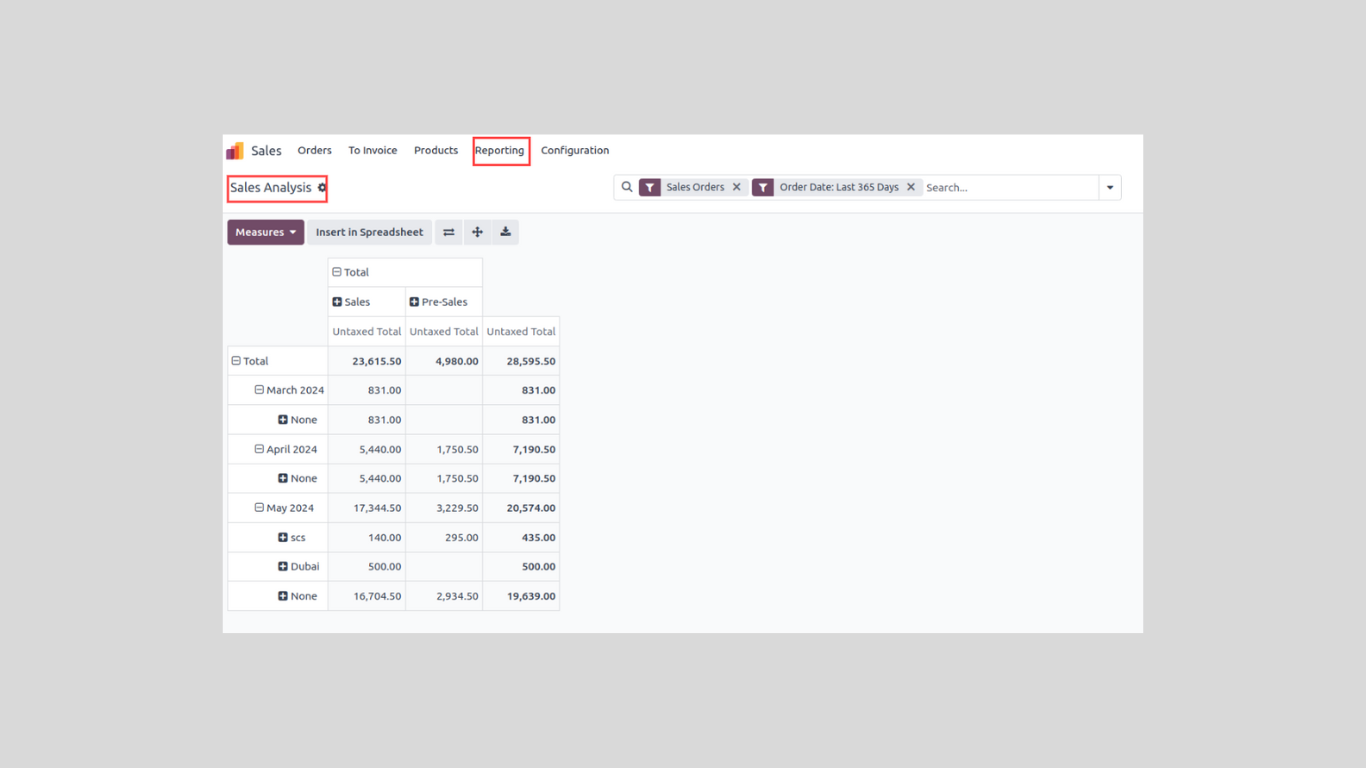 Sales Orders To Invoice Products Reporting Configuration
Sales Analysis Sales Orders Order Date: Last 365 Days Search...
Measures Insert in Spreadsheet
Total
Sales Pre-Sales
Untaxed Total Untaxed Total Untaxed Total
Total 23,615.50 4,980.00 28,595.50
March 2024 831.00 831.00
None 831.00 831.00
April 2024 5,440.00 1,750.50 7,190.50
None 5,440.00 1,750.50 7,190.50
May 2024 17,344.50 3,229.50 20,574.00
scs 140.00 295.00 435.00
Dubai 500.00 500.00
None 16,704.50 2,934.50 19,639.00